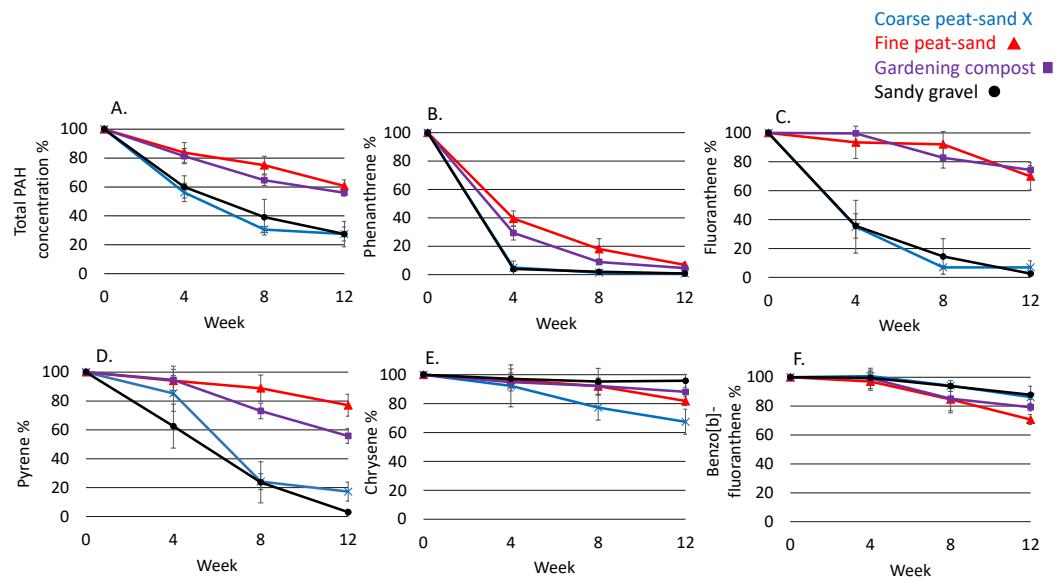 Coarse peat-sand X
Fine peat-sand
Gardening compost
Sandy gravel
A.
Total PAH
concentration %
100
80
60
40
20
0
0 4 8 12
Week
B.
Phenanthrene %
100
80
60
40
20
0
0 4 8 12
Week
C.
Fluoranthene %
100
80
60
40
20
0
0 4 8 12
Week
D.
Pyrene %
100
80
60
40
20
0
0 4 8 12
Week
E.
Chrysene %
100
80
60
40
20
0
0 4 8 12
Week
F.
Benzo[b]-
fluoranthene %
100
80
60
40
20
0
0 4 8 12
Week